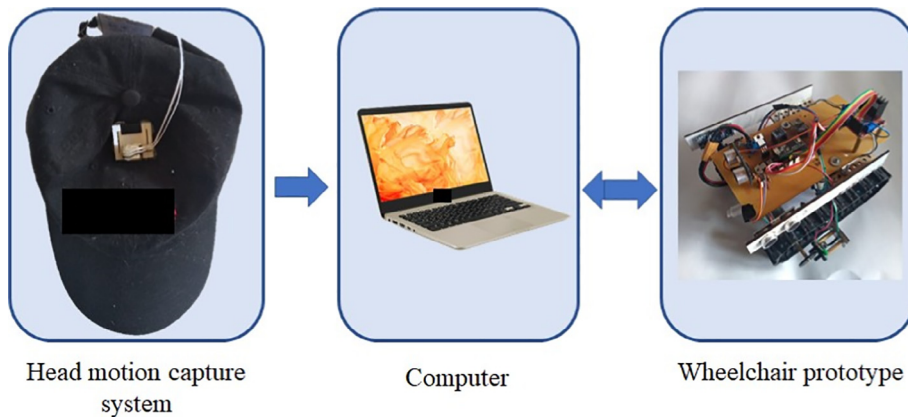 Head motion capture
system
Computer
Wheelchair prototype